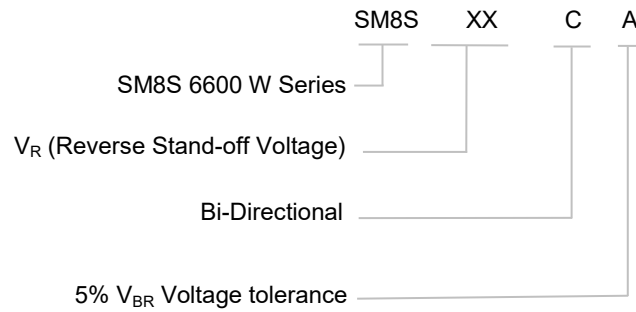 SM8S XX C A
SM8S 6600 W Series
VR (Reverse Stand-off Voltage)
Bi-Directional
5% VBR Voltage tolerance